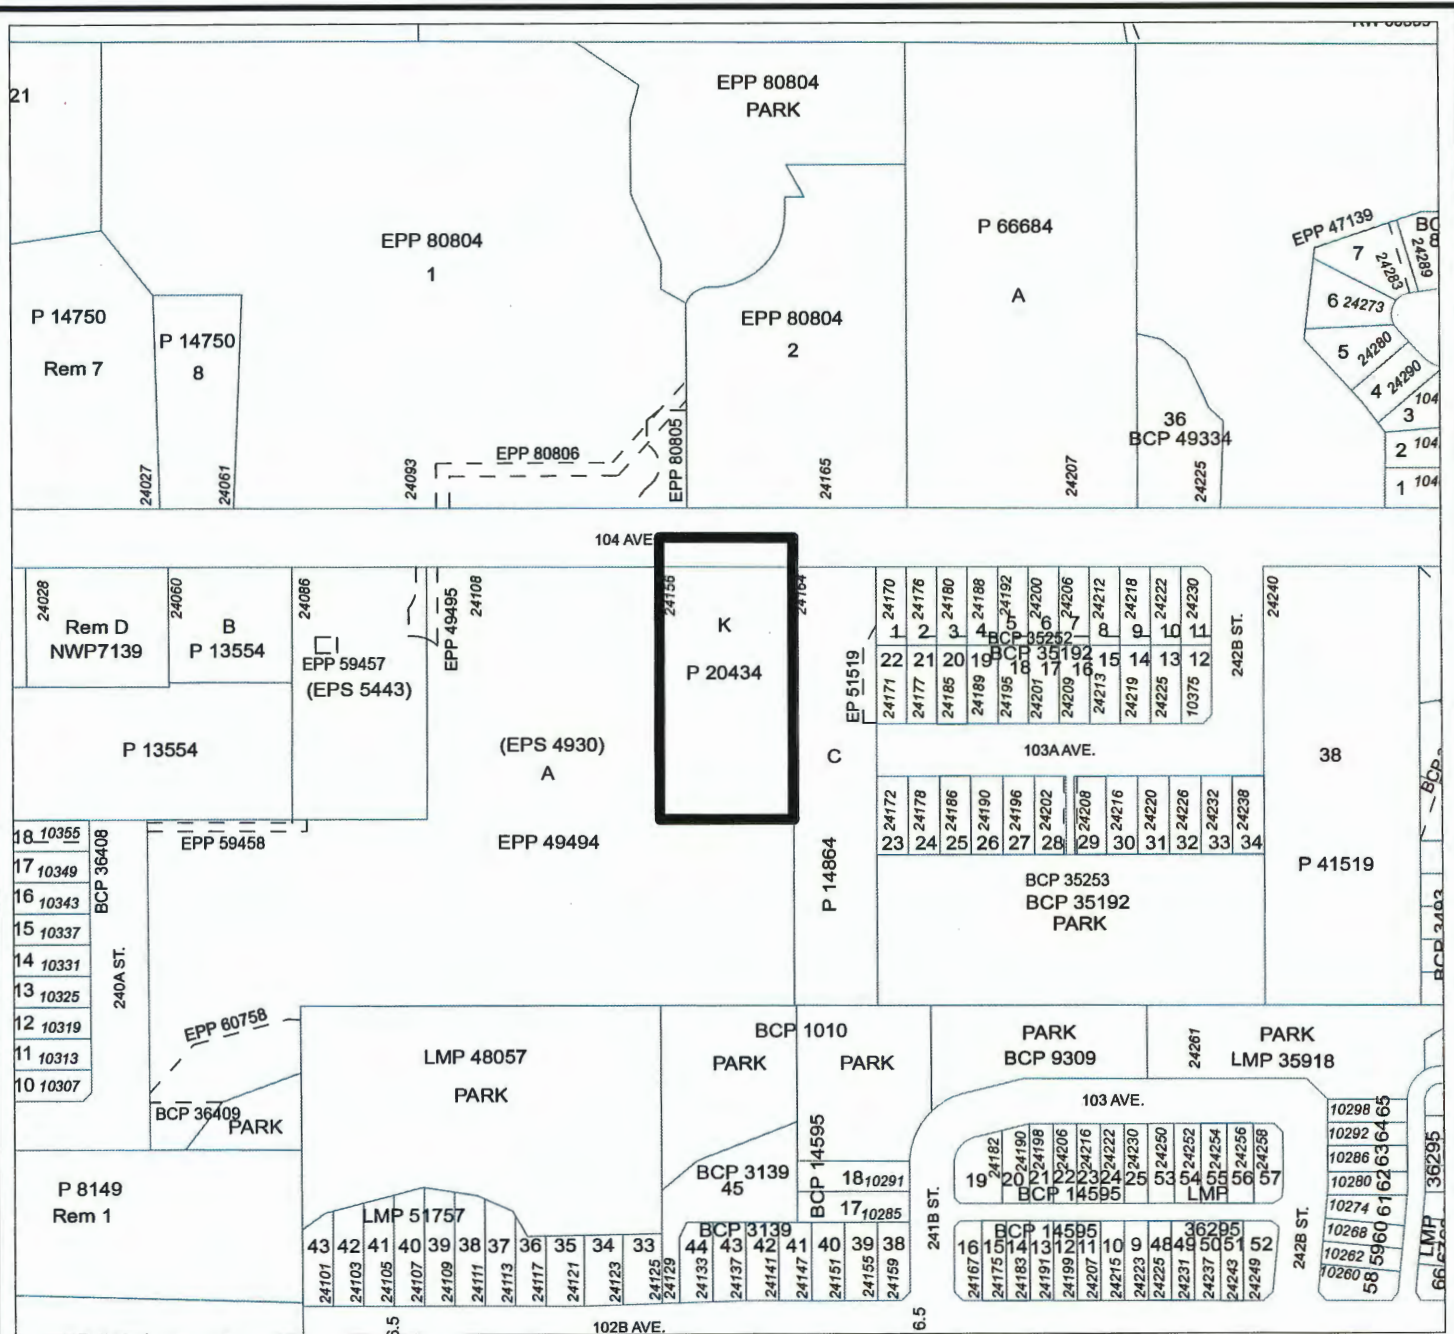 21
EPP 80804
PARK
EPP 80804
1
P 66684
A
EPP 47139
7
24283
24289
8
6 24273
5 24280
4 24290
3
2
1
P 14750
Rem 7
P 14750
8
EPP 80804
2
36
BCP 49334
24027
24061
24093
EPP 80806
EPP 80805
24165
24207
24225
104 AVE
24028
Rem D
NWP7139
24060
B
P 13554
24086
EPP 59457
(EPS 5443)
EPP 49495
24108
24156
K
P 20434
24164
P 13554
(EPS 4930)
A
EPP 49494
EPP 59458
C
P 14864
EP 51519
24170 24176 24180 24188 24192 24200 24206 24212 24218 24222 24230
1 2 3 4 5 6 7 8 9 10 11
BCP 35252
BCP 35192
22 21 20 19 18 17 16 15 14 13 12
24171 24177 24185 24189 24195 24201 24209 24213 24219 24225 10375
242B ST.
24240
103A AVE.
38
P 41519
24172 24178 24186 24190 24196 24202 24208 24216 24220 24226 24232 24238
23 24 25 26 27 28 29 30 31 32 33 34
BCP 35253
BCP 35192
PARK
BCP 3493
18 10355
17 10349
16 10343
15 10337
14 10331
13 10325
12 10319
11 10313
10 10307
BCP 36408
240A ST.
EPP 60758
BCP 36409
PARK
LMP 48057
PARK
BCP 1010
PARK
PARK
PARK
BCP 9309
24261
PARK
LMP 35918
103 AVE.
P 8149
Rem 1
LMP 51757
43 42 41 40 39 38 37 36 35 34 33
24101 24103 24105 24107 24109 24111 24113 24117 24121 24123 24125
BCP 3139
45
BCP 14595
18 10291
17 10285
BCP 3139
44 43 42 41 40 39 38
24129 24133 24137 24141 24147 24151 24155 24159
241B ST.
24182 24190 24198 24206 24216 24222 24230 24250 24252 24254 24256 24258
19 20 21 22 23 24 25 53 54 55 56 57
BCP 14595 LMP
BCP 14595 36295
16 15 14 13 12 11 10 9 48 49 50 51 52
24167 24175 24183 24191 24199 24207 24215 24223 24225 24231 24237 24243 24249
242B ST.
10298 65
10292 64
10286 63
10280 62
10274 61
10268 60
10262 59
10260 58
LMP 36295
66
102B AVE.
6.5